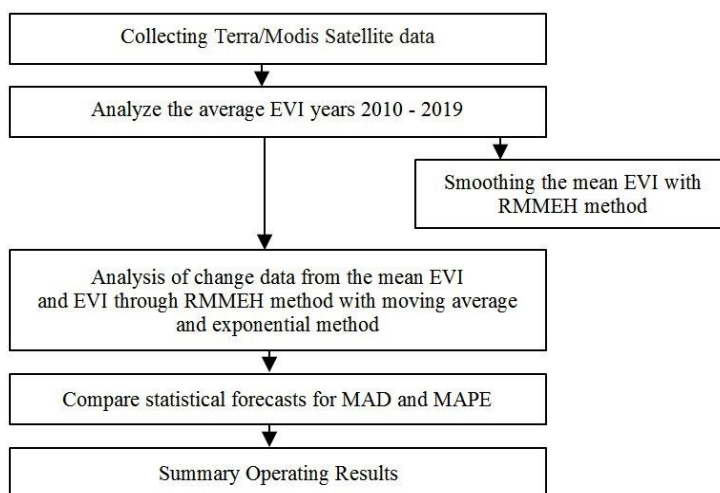 Collecting Terra/Modis Satellite data
Analyze the average EVI years 2010 - 2019
Smoothing the mean EVI with
RMMEH method
Analysis of change data from the mean EVI
and EVI through RMMEH method with moving average
and exponential method
Compare statistical forecasts for MAD and MAPE
Summary Operating Results